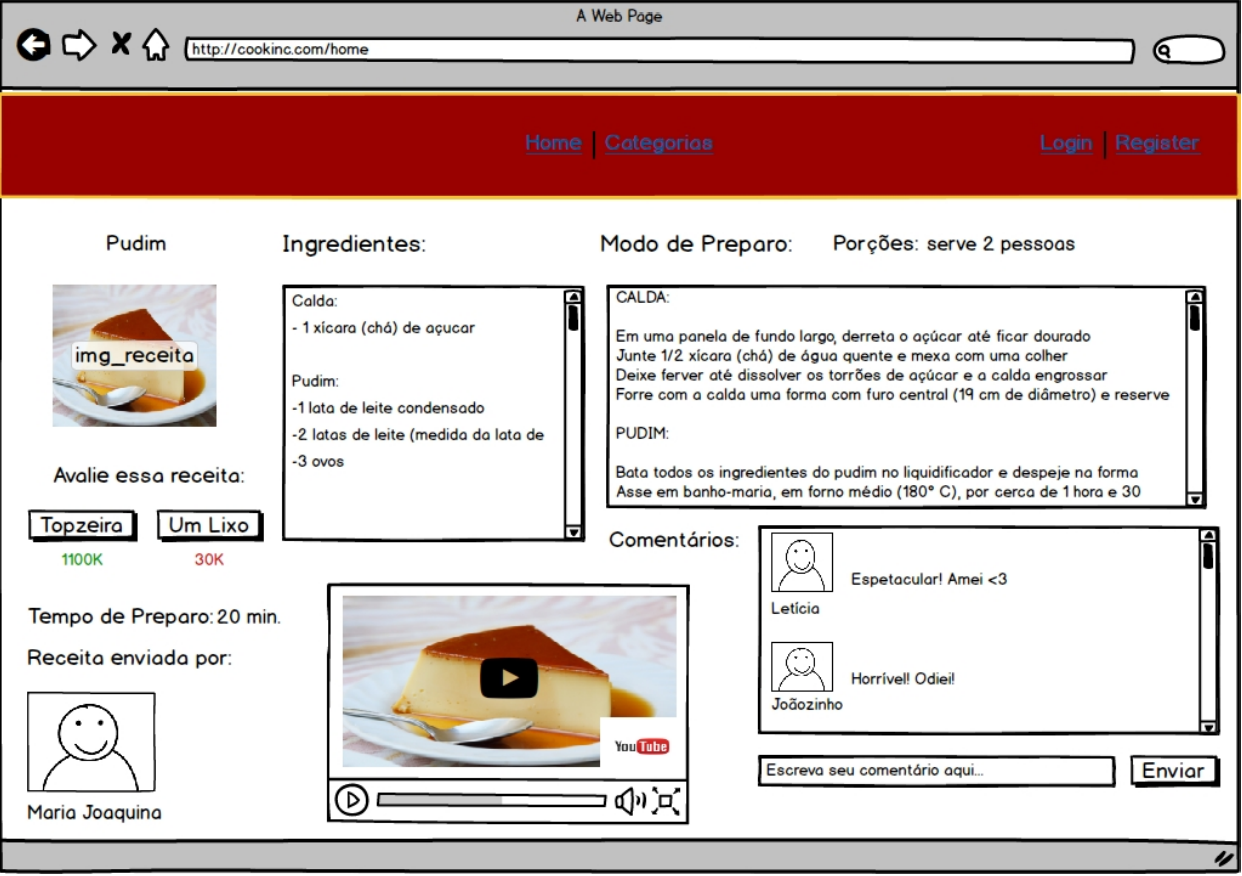 A Web Page
http://cookinc.com/home
Home | Categorias
Login | Register
Pudim
img_receita
Avalie essa receita:
Topzeira
Um Lixo
1100K
30K
Tempo de Preparo: 20 min.
Receita enviada por:
Maria Joaquina
Ingredientes:
Calda:
- 1 xícara (chá) de açucar
Pudim:
-1 lata de leite condensado
-2 latas de leite (medida da lata de
-3 ovos
Modo de Preparo:
Porções: serve 2 pessoas
CALDA:
Em uma panela de fundo largo, derreta o açúcar até ficar dourado
Junte 1/2 xícara (chá) de água quente e mexa com uma colher
Deixe ferver até dissolver os torrões de açúcar e a calda engrossar
Forre com a calda uma forma com furo central (19 cm de diâmetro) e reserve
PUDIM:
Bata todos os ingredientes do pudim no liquidificador e despeje na forma
Asse em banho-maria, em forno médio (180° C), por cerca de 1 hora e 30
YouTube
Comentários:
Espetacular! Amei <3
Letícia
Horrível! Odiei!
Joãozinho
Escreva seu comentário aqui...
Enviar